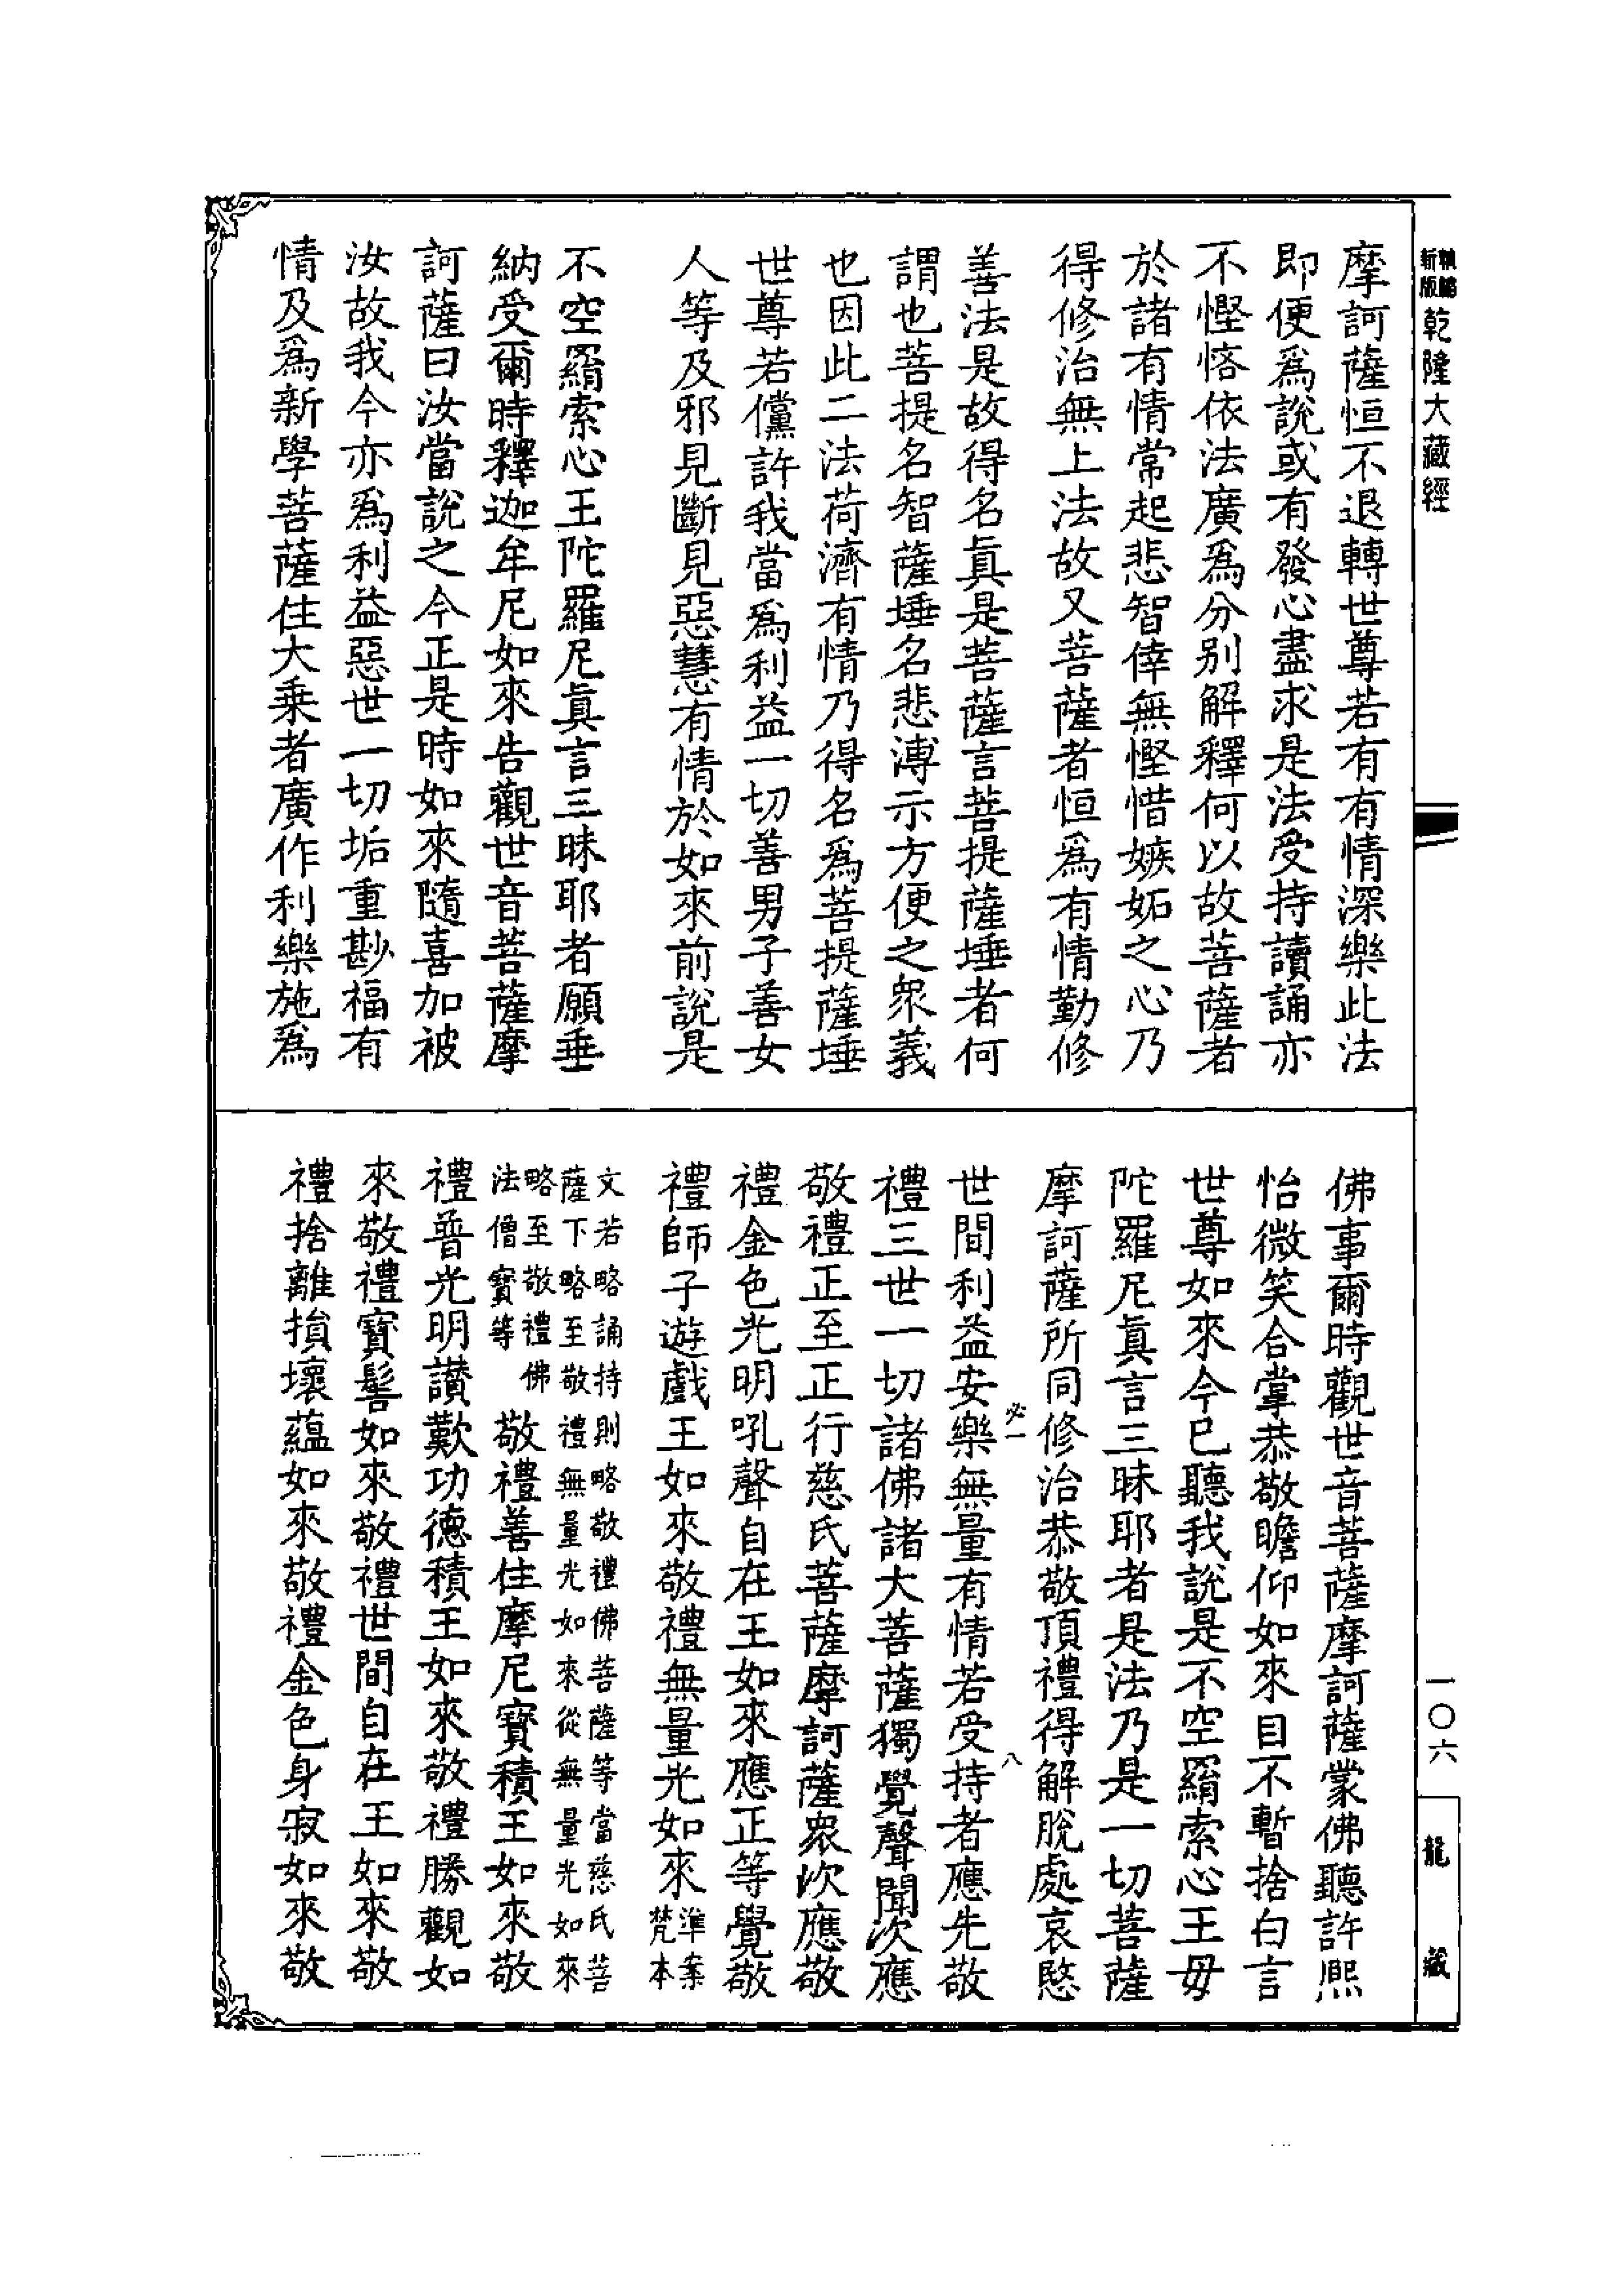 新版
乾隆大藏經
摩訶薩恒不退轉世尊若有有情深樂此法
即便爲說或有發心盡求是法受持讀誦亦
不慳悋依法廣爲分別解釋何以故菩薩者
於諸有情常起悲智倖無慳惜嫉妬之心乃
得修治無上法故又菩薩者恒爲有情勤修
善法是故得名眞是菩薩言菩提薩埵者何
謂也菩提名智薩埵名悲溥示方便之衆義
也因此二法荷濟有情乃得名爲菩提薩埵
世尊若儻許我當爲利益一切善男子善女
人等及邪見斷見惡慧有情於如來前說是
不空羂索心王陀羅尼眞言三昧耶者願垂
納受爾時釋迦牟尼如來告觀世音菩薩摩
訶薩曰汝當說之今正是時如來隨喜加被
汝故我今亦爲利益惡世一切垢重尠福有
情及爲新學菩薩住大乘者廣作利樂施爲
佛事爾時觀世音菩薩摩訶薩蒙佛聽許熈
怡微笑合掌恭敬瞻仰如來目不暫捨白言
世尊如來今已聽我說是不空羂索心王母
陀羅尼眞言三昧耶者是法乃是一切菩薩
摩訶薩所同修治恭敬頂禮得解脫處哀愍
必一
八
世間利益安樂無量有情若受持者應先敬
禮三世一切諸佛諸大菩薩獨覺聲聞次應
敬禮正至正行慈氏菩薩摩訶薩衆次應敬
禮金色光明吼聲自在王如來應正等覺敬
禮師子遊戲王如來敬禮無量光如來準案
梵本
文若略誦持則略敬禮佛菩薩等當慈氏菩
薩下略至敬禮無量光如來從無量光如來
略至敬禮佛
法僧寶等
敬禮善住摩尼寶積王如來敬
禮普光明讚歎功德積王如來敬禮勝觀如
來敬禮寶髻如來敬禮世間自在王如來敬
禮捨離損壞蘊如來敬禮金色身寂如來敬
一〇六
龍藏